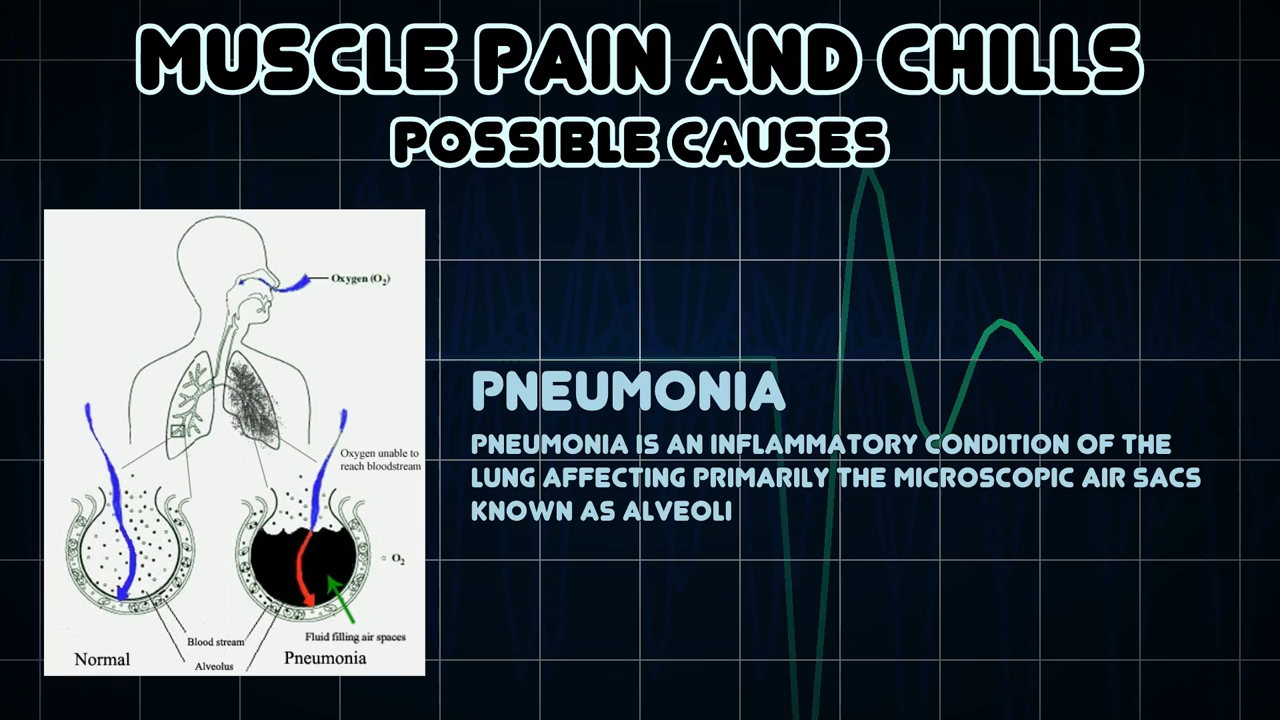 MUSCLE PAIN AND CHILLS
POSSIBLE CAUSES
Oxygen (O2)
Oxygen unable to
reach bloodstream
O2
Blood stream
Fluid filling air spaces
Normal
Alveolus
Pneumonia
PNEUMONIA
PNEUMONIA IS AN INFLAMMATORY CONDITION OF THE
LUNG AFFECTING PRIMARILY THE MICROSCOPIC AIR SACS
KNOWN AS ALVEOLI